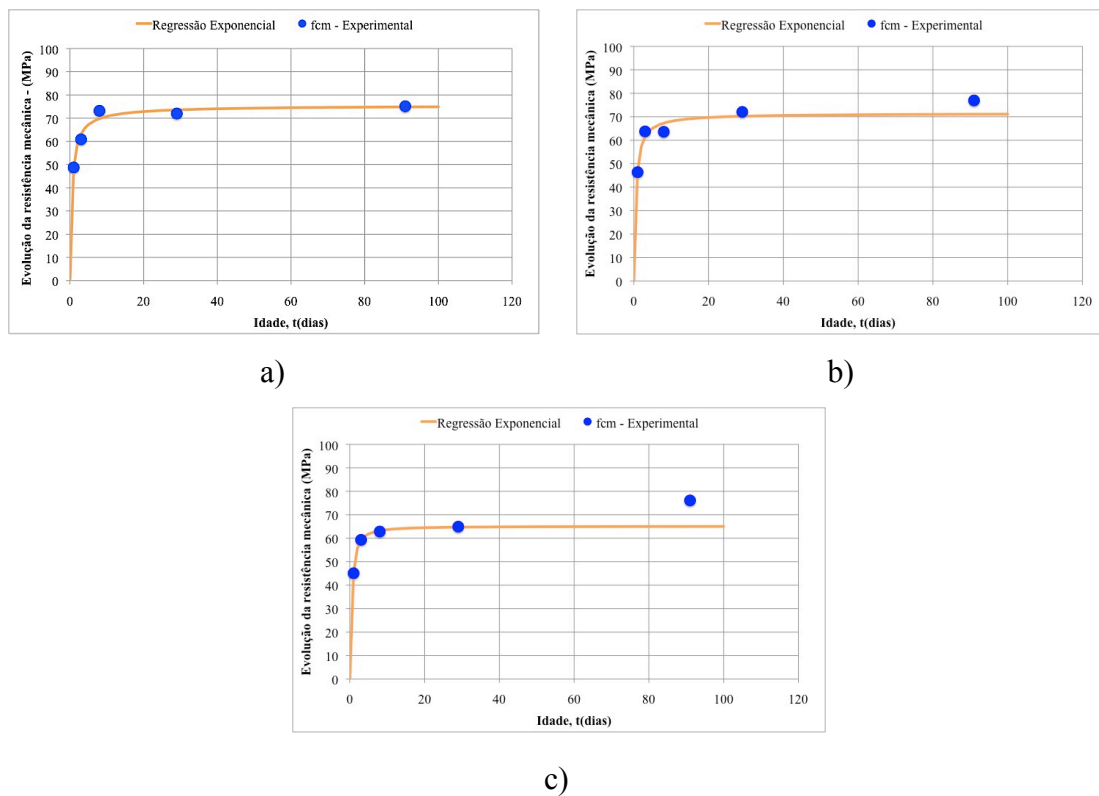 Regressão Exponencial fcm - Experimental
Evolução da resistência mecânica - (MPa)
100
90
80
70
60
50
40
30
20
10
0
0 20 40 60 80 100 120
Idade, t(dias)
a)
Regressão Exponencial fcm - Experimental
Evolução da resistência mecânica (MPa)
100
90
80
70
60
50
40
30
20
10
0
0 20 40 60 80 100 120
Idade, t(dias)
b)
Regressão Exponencial fcm - Experimental
Evolução da resistência mecânica (MPa)
100
90
80
70
60
50
40
30
20
10
0
0 20 40 60 80 100 120
Idade, t(dias)
c)